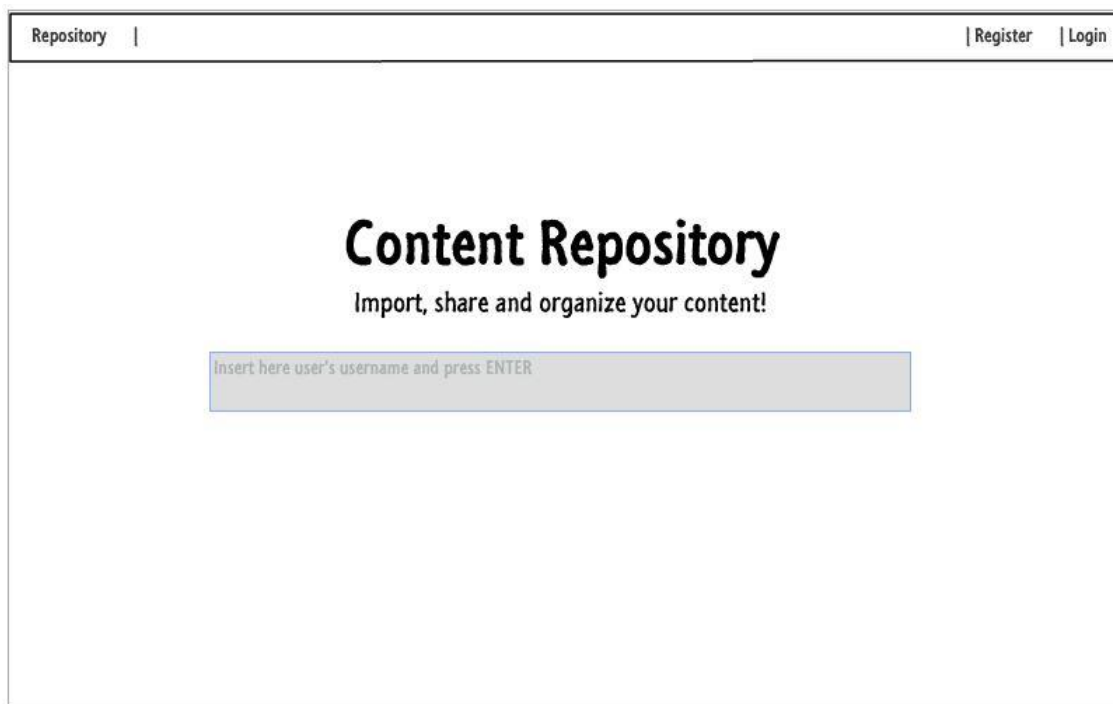 Repository | | Register | Login
Content Repository
Import, share and organize your content!
Insert here user's username and press ENTER